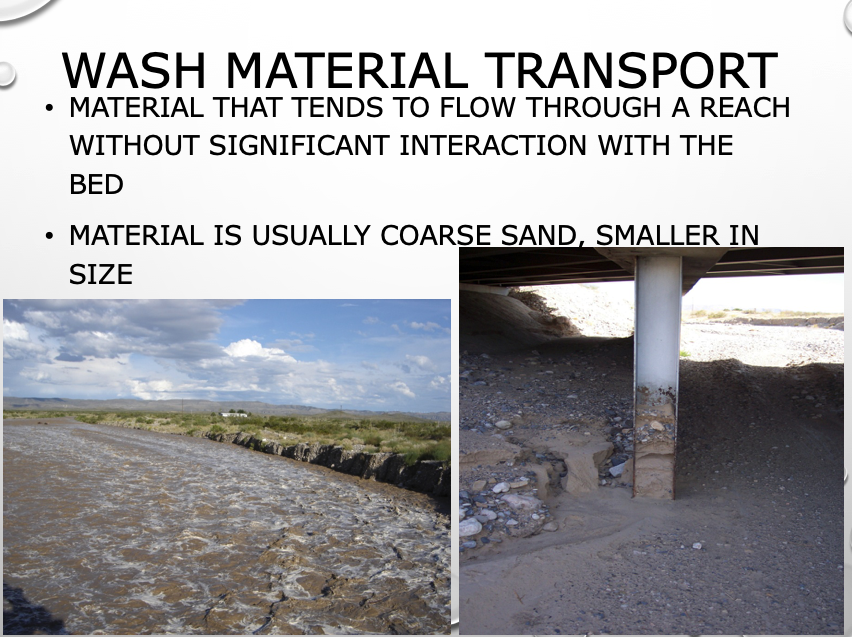 WASH MATERIAL TRANSPORT
• MATERIAL THAT TENDS TO FLOW THROUGH A REACH
WITHOUT SIGNIFICANT INTERACTION WITH THE
BED
• MATERIAL IS USUALLY COARSE SAND, SMALLER IN
SIZE